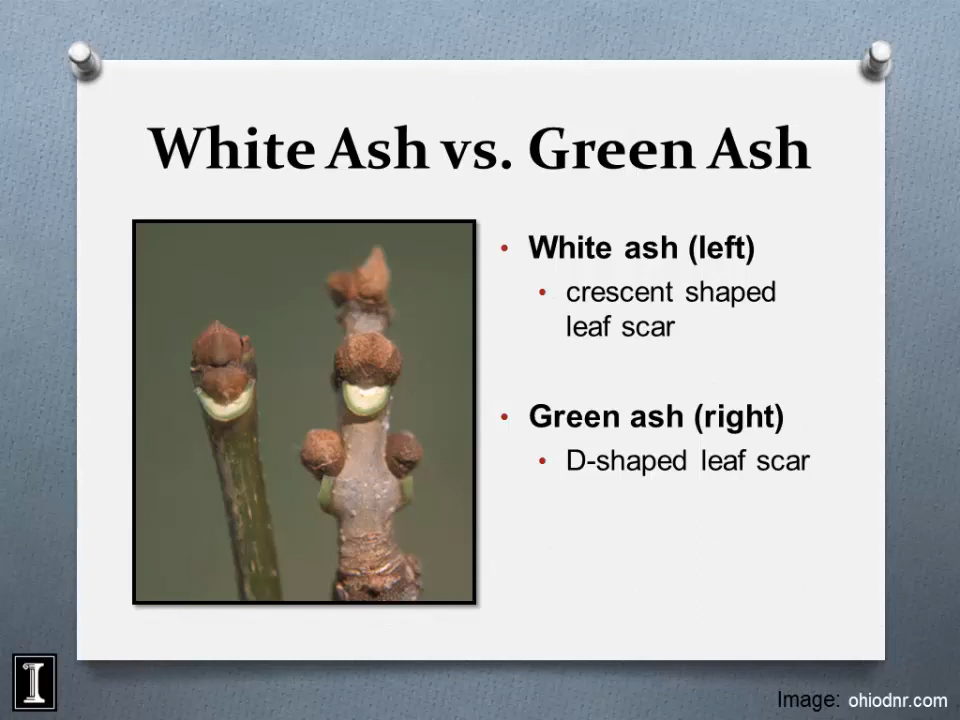 White Ash vs. Green Ash
• White ash (left)
• crescent shaped
leaf scar
• Green ash (right)
• D-shaped leaf scar
I
Image: ohiodnr.com